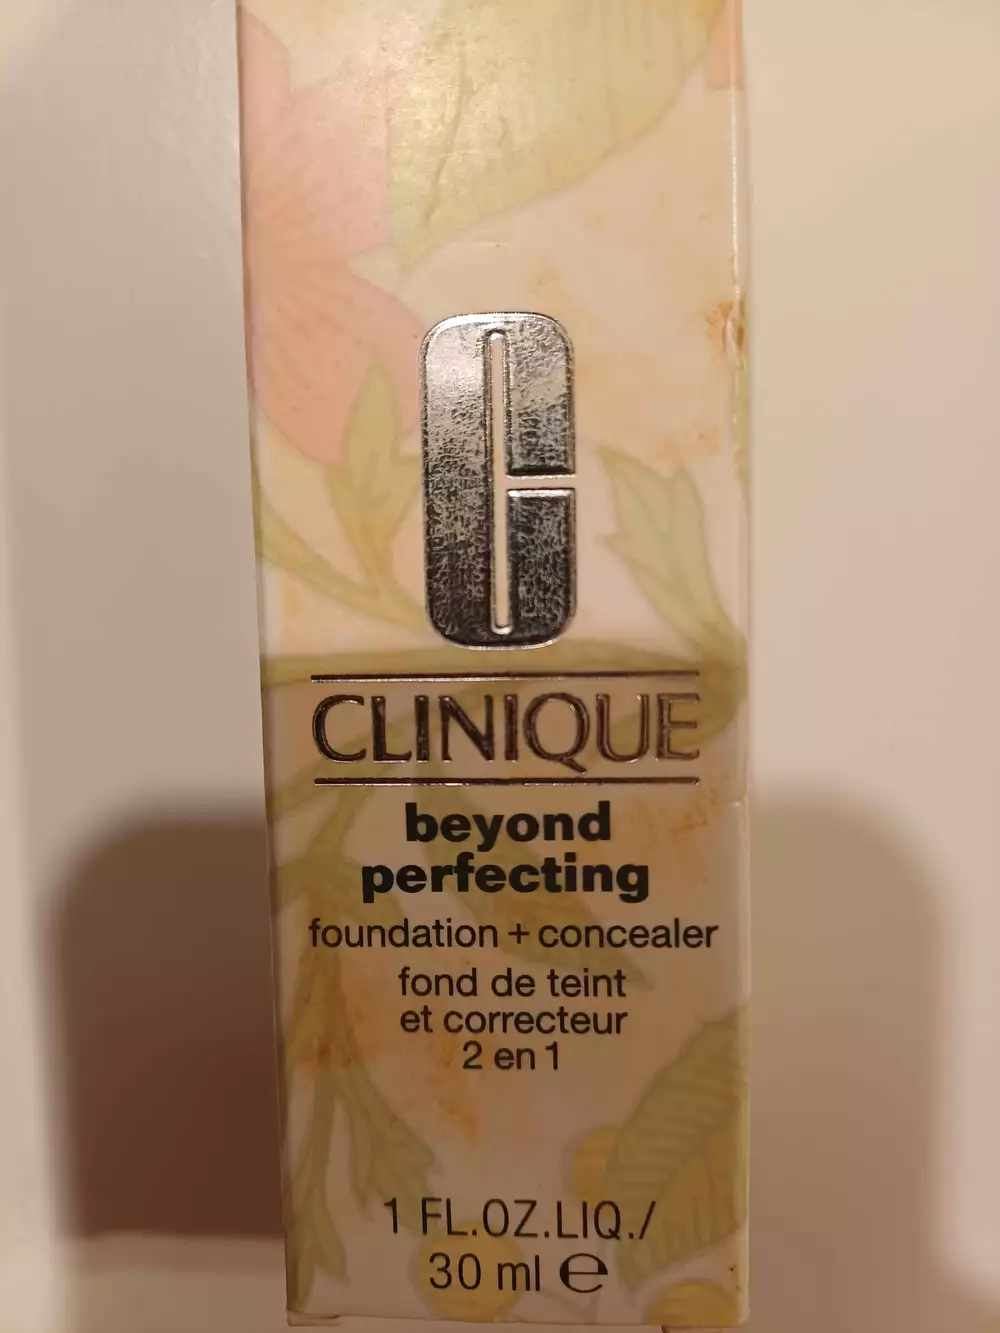 C
CLINIQUE
beyond
perfecting
foundation + concealer
fond de teint
et correcteur
2 en 1
1 FL.OZ.LIQ./
30 ml ℮